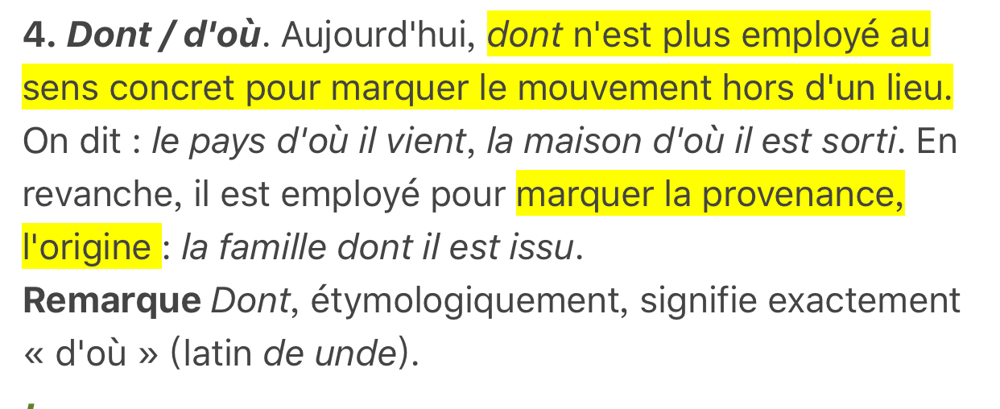 4. Dont / d'où. Aujourd'hui, dont n'est plus employé au
sens concret pour marquer le mouvement hors d'un lieu.
On dit : le pays d'où il vient, la maison d'où il est sorti. En
revanche, il est employé pour marquer la provenance,
l'origine : la famille dont il est issu.
Remarque Dont, étymologiquement, signifie exactement
« d'où » (latin de unde).